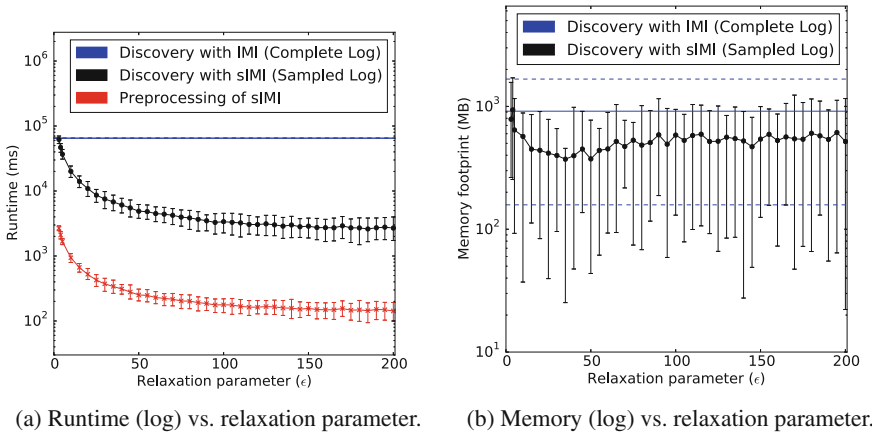 Discovery with IMI (Complete Log)
Discovery with sIMI (Sampled Log)
Preprocessing of sIMI
10^6
10^5
10^4
10^3
10^2
Runtime (ms)
0 50 100 150 200
Relaxation parameter (ϵ)
(a) Runtime (log) vs. relaxation parameter.
Discovery with IMI (Complete Log)
Discovery with sIMI (Sampled Log)
10^3
10^2
10^1
Memory footprint (MB)
0 50 100 150 200
Relaxation parameter (ϵ)
(b) Memory (log) vs. relaxation parameter.